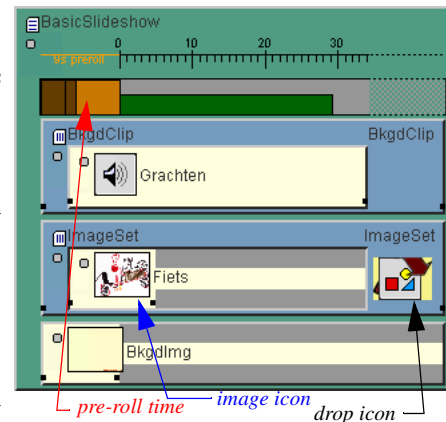 BasicSlideshow
0 10 20 30
9s preroll
BkgdClip BkgdClip
Grachten
ImageSet ImageSet
Fiets
BkgdImg
pre-roll time image icon drop icon